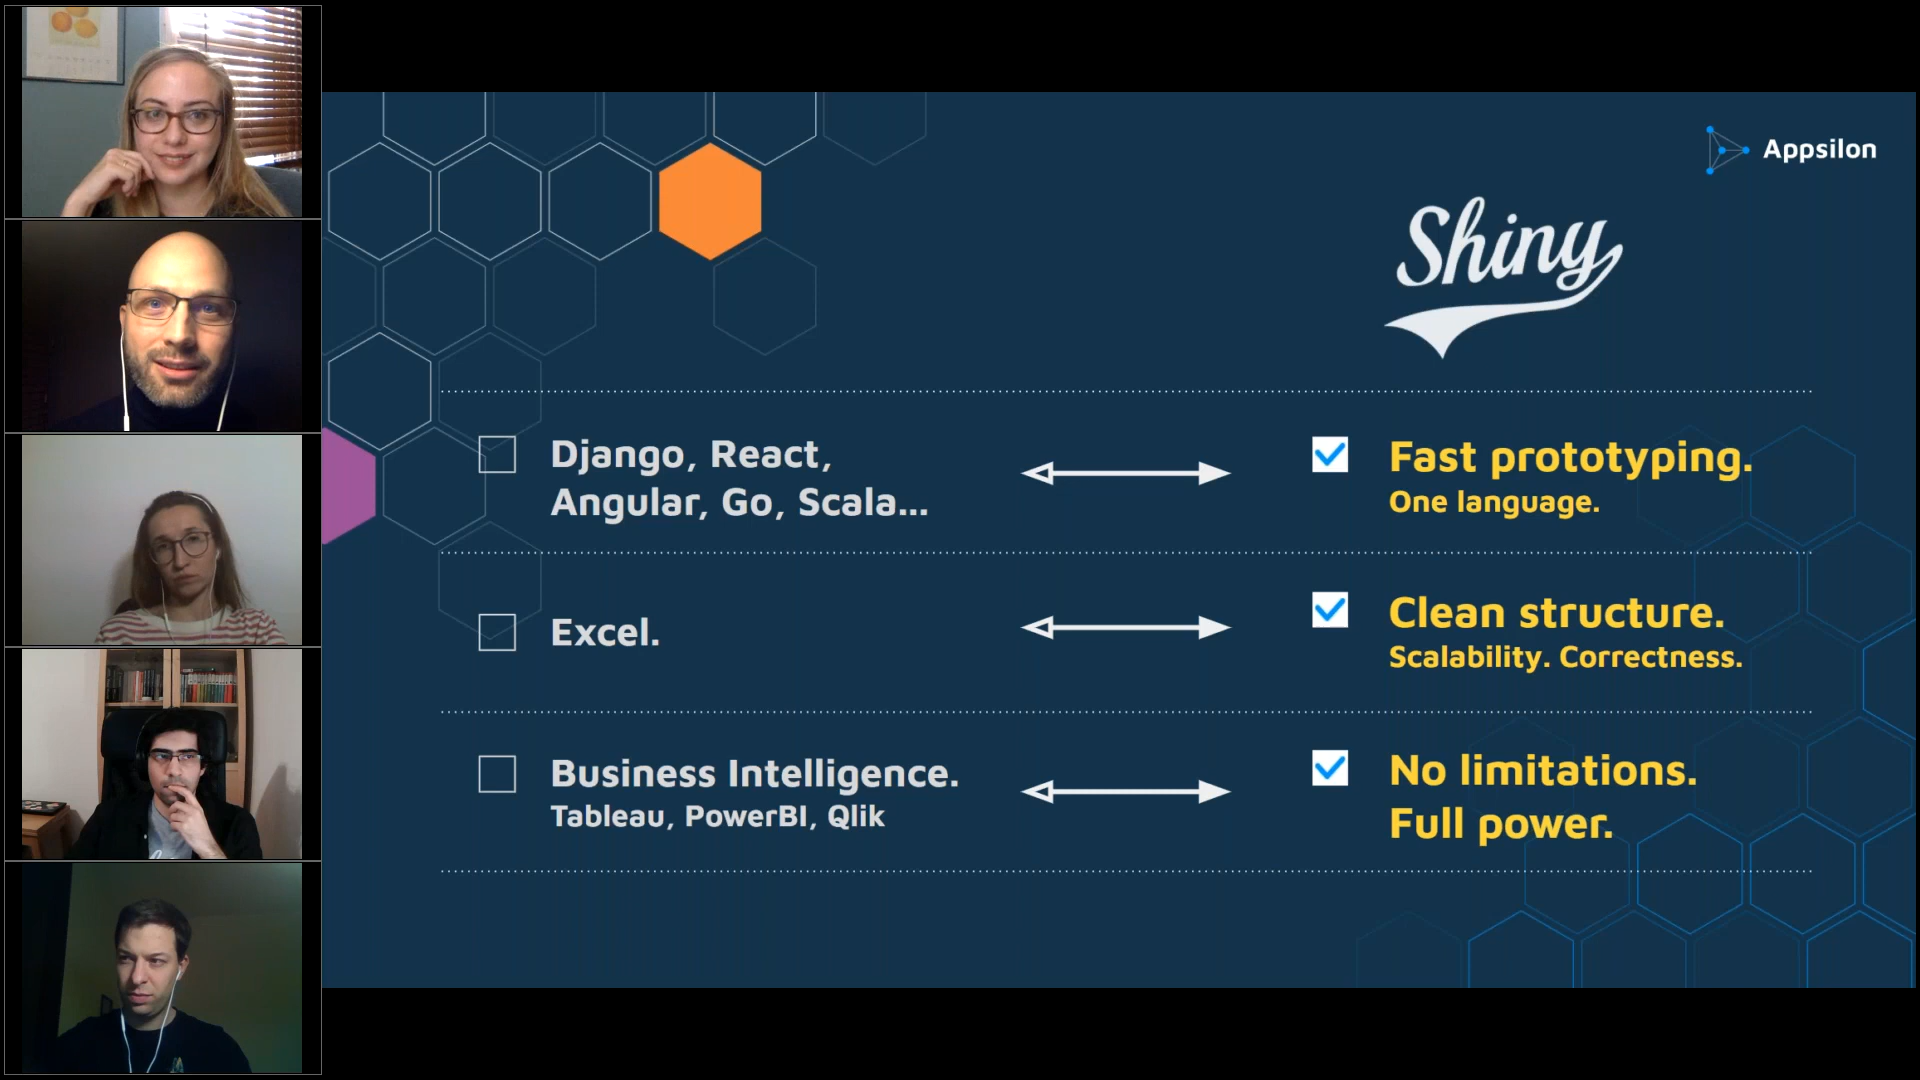 Appsilon
Shiny
Django, React,
Angular, Go, Scala...
Fast prototyping.
One language.
Excel.
Clean structure.
Scalability. Correctness.
Business Intelligence.
Tableau, PowerBI, Qlik
No limitations.
Full power.